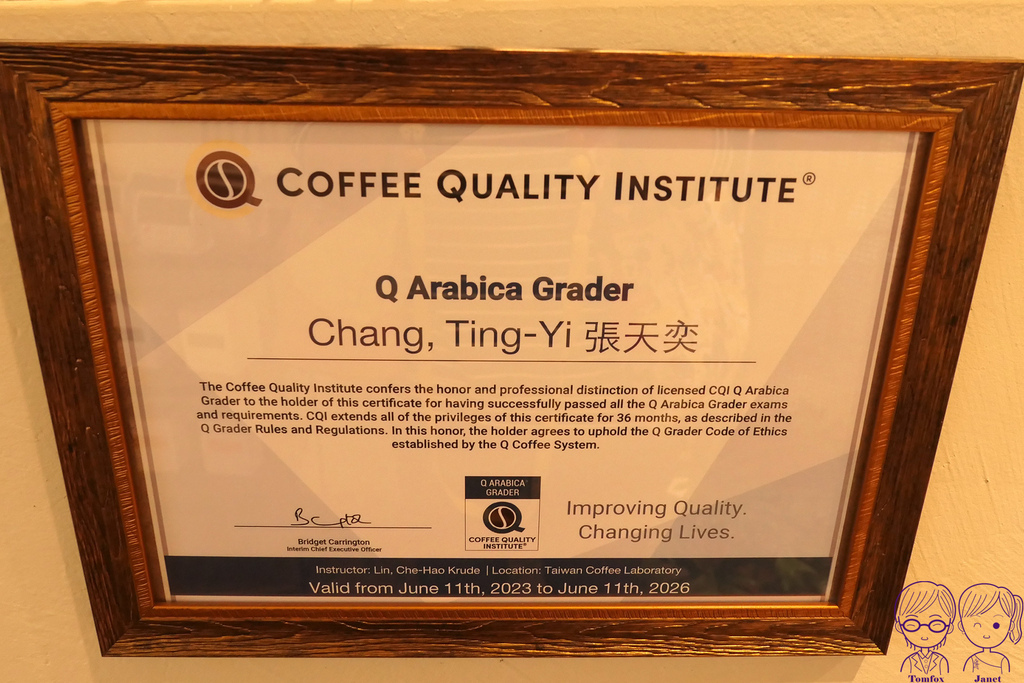 COFFEE QUALITY INSTITUTE®
Q Arabica Grader
Chang, Ting-Yi 張天奕
The Coffee Quality Institute confers the honor and professional distinction of licensed CQI Q Arabica
Grader to the holder of this certificate for having successfully passed all the Q Arabica Grader exams
and requirements. CQI extends all of the privileges of this certificate for 36 months, as described in the
Q Grader Rules and Regulations. In this honor, the holder agrees to uphold the Q Grader Code of Ethics
established by the Q Coffee System.
Bridget Carrington
Interim Chief Executive Officer
Q ARABICA
GRADER
COFFEE QUALITY
INSTITUTE®
Improving Quality.
Changing Lives.
Instructor: Lin, Che-Hao Krude | Location: Taiwan Coffee Laboratory
Valid from June 11th, 2023 to June 11th, 2026
Tomfox
Janet